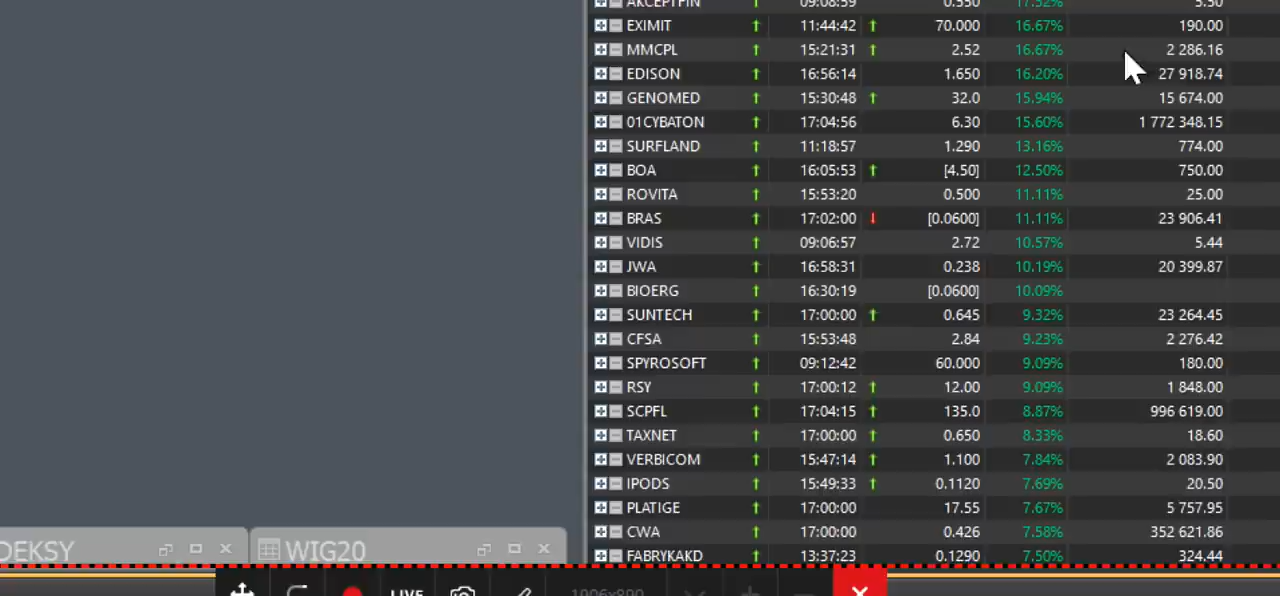 AKCEPTFIN 09:08:59 0.550 17.52% 5.50
EXIMIT 11:44:42 70.000 16.67% 190.00
MMCPL 15:21:31 2.52 16.67% 2 286.16
EDISON 16:56:14 1.650 16.20% 27 918.74
GENOMED 15:30:48 32.0 15.94% 15 674.00
01CYBATON 17:04:56 6.30 15.60% 1 772 348.15
SURFLAND 11:18:57 1.290 13.16% 774.00
BOA 16:05:53 [4.50] 12.50% 750.00
ROVITA 15:53:20 0.500 11.11% 25.00
BRAS 17:02:00 [0.0600] 11.11% 23 906.41
VIDIS 09:06:57 2.72 10.57% 5.44
JWA 16:58:31 0.238 10.19% 20 399.87
BIOERG 16:30:19 [0.0600] 10.09%
SUNTECH 17:00:00 0.645 9.32% 23 264.45
CFSA 15:53:48 2.84 9.23% 2 276.42
SPYROSOFT 09:12:42 60.000 9.09% 180.00
RSY 17:00:12 12.00 9.09% 1 848.00
SCPFL 17:04:15 135.0 8.87% 996 619.00
TAXNET 17:00:00 0.650 8.33% 18.60
VERBICOM 15:47:14 1.100 7.84% 2 083.90
IPODS 15:49:33 0.1120 7.69% 20.50
PLATIGE 17:00:00 17.55 7.67% 5 757.95
CWA 17:00:00 0.426 7.58% 352 621.86
FABRYKAKD 13:37:23 0.1290 7.50% 324.44
DEKSY WIG20
LIVE 1906x890